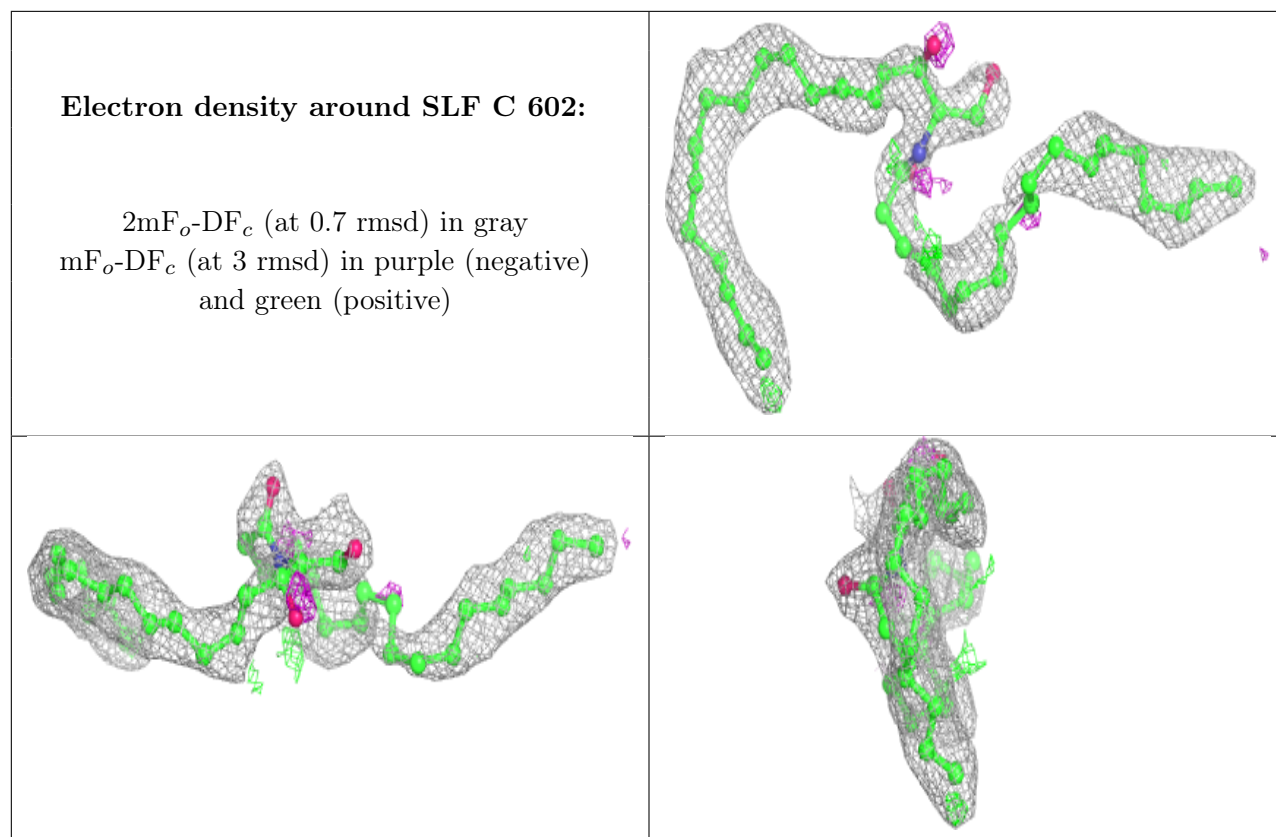 Electron density around SLF C 602:
2mFo-DFc (at 0.7 rmsd) in gray
mFo-DFc (at 3 rmsd) in purple (negative)
and green (positive)